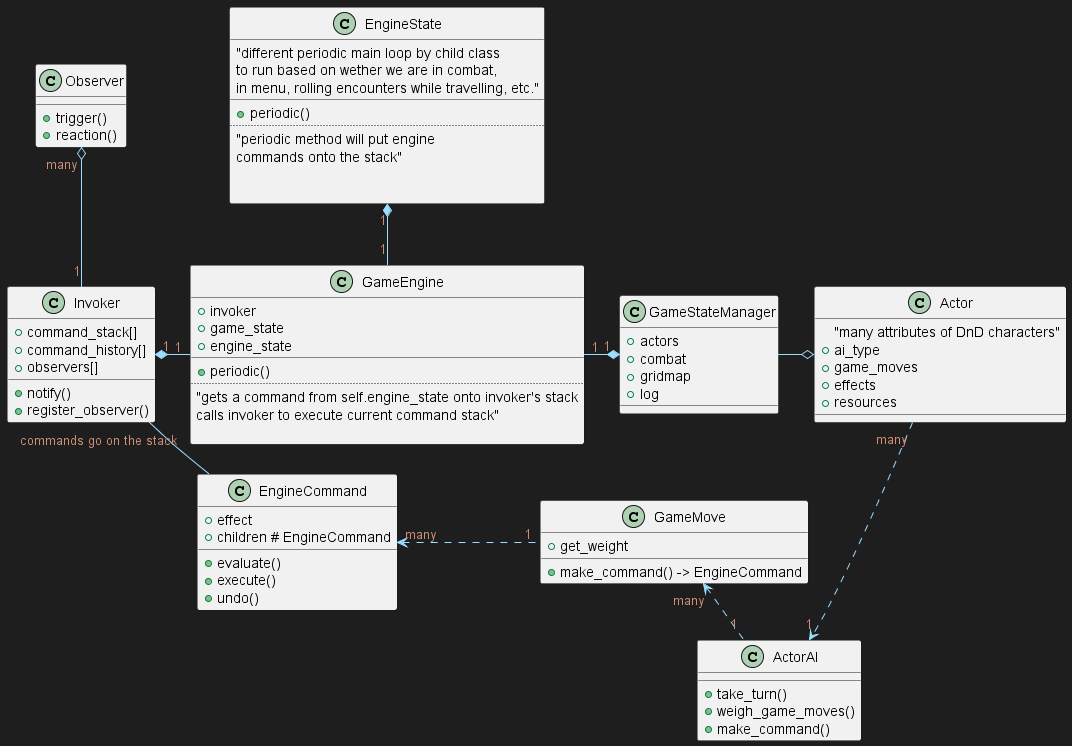 C EngineState
"different periodic main loop by child class
to run based on wether we are in combat,
in menu, rolling encounters while travelling, etc."
periodic()
"periodic method will put engine
commands onto the stack"
C Observer
trigger()
reaction()
many
1
1
1
C Invoker
command_stack[]
command_history[]
observers[]
notify()
register_observer()
1 1
C GameEngine
invoker
game_state
engine_state
periodic()
"gets a command from self.engine_state onto invoker's stack
calls invoker to execute current command stack"
1 1
C GameStateManager
actors
combat
gridmap
log
C Actor
"many attributes of DnD characters"
ai_type
game_moves
effects
resources
commands go on the stack
many
1
C EngineCommand
effect
children # EngineCommand
evaluate()
execute()
undo()
many
1
C GameMove
get_weight
make_command() -> EngineCommand
many
1
C ActorAI
take_turn()
weigh_game_moves()
make_command()